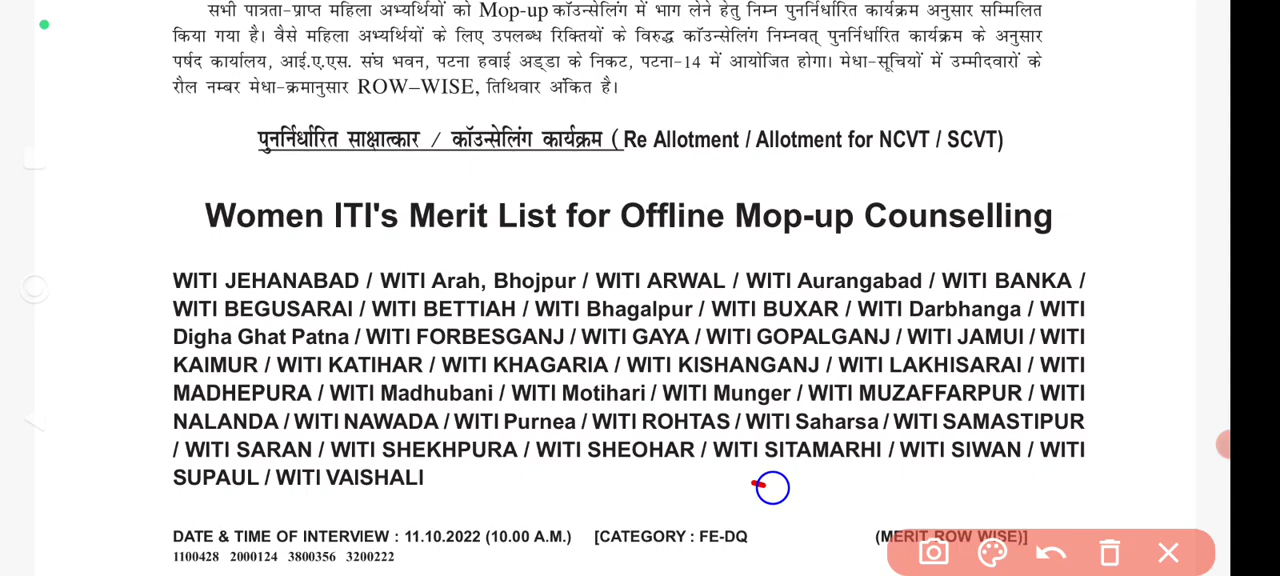 सभी पात्रता-प्राप्त महिला अभ्यर्थियों को Mop-up कॉउन्सेलिंग में भाग लेने हेतु निम्न पुनर्निर्धारित कार्यक्रम अनुसार सम्मिलित
किया गया है। वैसे महिला अभ्यर्थियों के लिए उपलब्ध रिक्तियों के विरुद्ध कॉउन्सेलिंग निम्नवत् पुनर्निर्धारित कार्यक्रम के अनुसार
पर्षद कार्यालय, आई.ए.एस. संघ भवन, पटना हवाई अड्डा के निकट, पटना-14 में आयोजित होगा। मेधा-सूचियों में उम्मीदवारों के
रौल नम्बर मेधा-क्रमानुसार ROW–WISE, तिथिवार अंकित है।
पुनर्निर्धारित साक्षात्कार / कॉउन्सेलिंग कार्यक्रम ( Re Allotment / Allotment for NCVT / SCVT)
Women ITI's Merit List for Offline Mop-up Counselling
WITI JEHANABAD / WITI Arah, Bhojpur / WITI ARWAL / WITI Aurangabad / WITI BANKA /
WITI BEGUSARAI / WITI BETTIAH / WITI Bhagalpur / WITI BUXAR / WITI Darbhanga / WITI
Digha Ghat Patna / WITI FORBESGANJ / WITI GAYA / WITI GOPALGANJ / WITI JAMUI / WITI
KAIMUR / WITI KATIHAR / WITI KHAGARIA / WITI KISHANGANJ / WITI LAKHISARAI / WITI
MADHEPURA / WITI Madhubani / WITI Motihari / WITI Munger / WITI MUZAFFARPUR / WITI
NALANDA / WITI NAWADA / WITI Purnea / WITI ROHTAS / WITI Saharsa / WITI SAMASTIPUR
/ WITI SARAN / WITI SHEKHPURA / WITI SHEOHAR / WITI SITAMARHI / WITI SIWAN / WITI
SUPAUL / WITI VAISHALI
DATE & TIME OF INTERVIEW : 11.10.2022 (10.00 A.M.) [CATEGORY : FE-DQ (MERIT ROW WISE)]
1100428 2000124 3800356 3200222